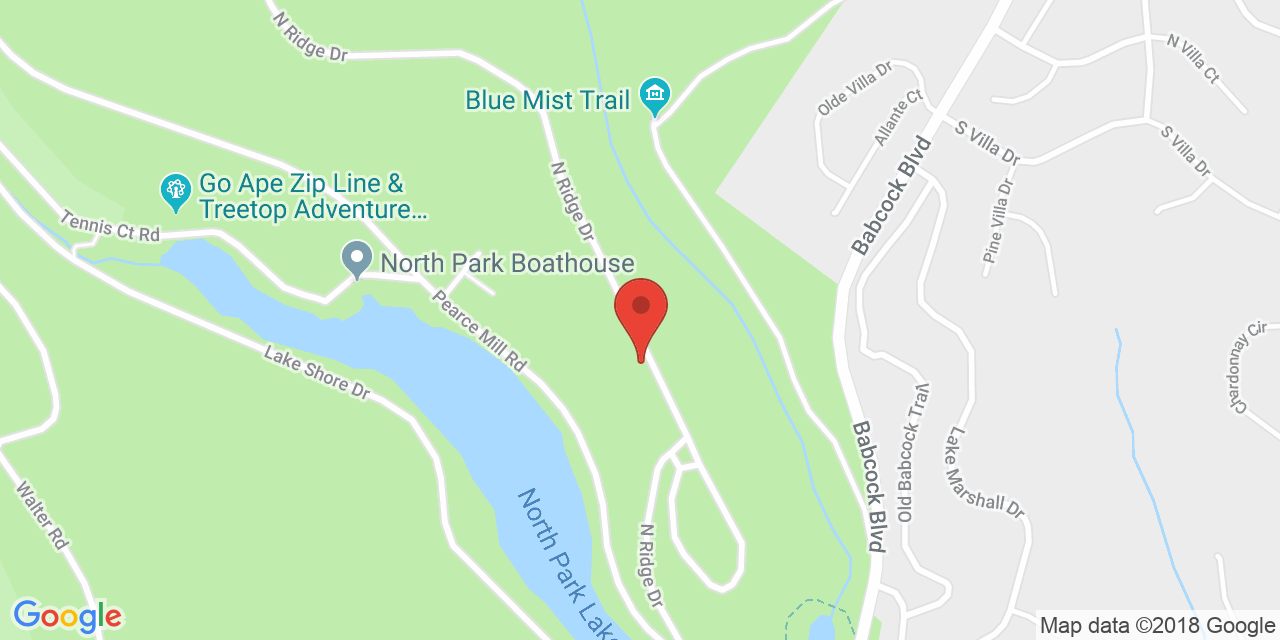 N Ridge Dr
N Villa Ct
Olde Villa Dr
Allante Ct
Blue Mist Trail
S Villa Dr
S Villa Dr
Babcock Blvd
Go Ape Zip Line &
Treetop Adventure...
N Ridge Dr
Pine Villa Dr
Tennis Ct Rd
North Park Boathouse
Pearce Mill Rd
Lake Shore Dr
Chardonnay Cir
Old Babcock Trail
Babcock Blvd
Lake Marshall Dr
Walter Rd
North Park Lake
N Ridge Dr
Google
Map data ©2018 Google